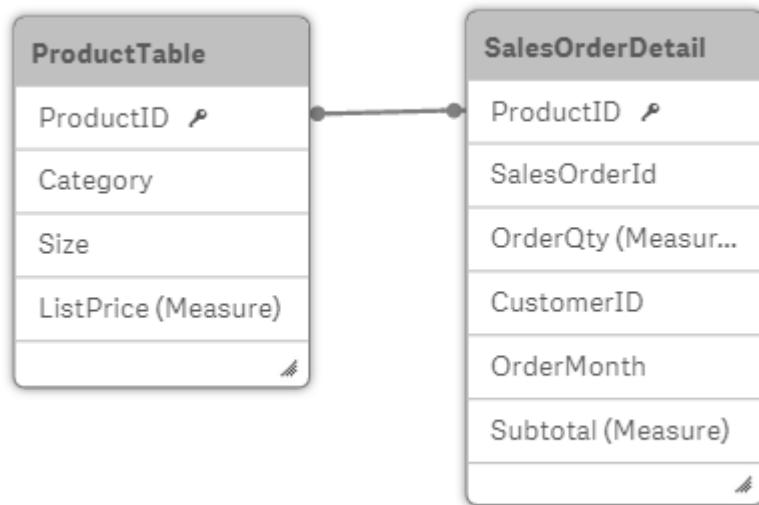 ProductTable
ProductID
Category
Size
ListPrice (Measure)
SalesOrderDetail
ProductID
SalesOrderId
OrderQty (Measur...
CustomerID
OrderMonth
Subtotal (Measure)